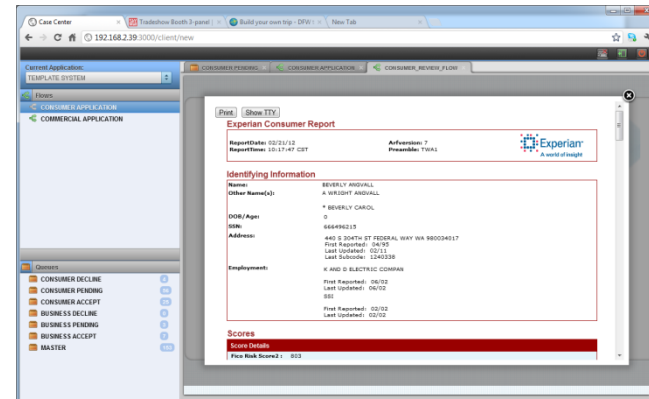 Case Center
Tradeshow Booth 3-panel |
Build your own trip - DFW
New Tab
192.168.2.39:3000/client/new
Current Application:
TEMPLATE SYSTEM
CONSUMER PENDING
CONSUMER APPLICATION
CONSUMER_REVIEW_FLOW
Flows
CONSUMER APPLICATION
COMMERCIAL APPLICATION
Print
Show TTY
Experian Consumer Report
ReportDate: 02/21/12
Arfversion: 7
ReportTime: 10:17:47 CST
Preamble: TWA1
Experian
A world of insight
Identifying Information
Name: BEVERLY ANGVALL
Other Name(s): A WRIGHT ANGVALL
* BEVERLY CAROL
DOB/Age: 0
SSN: 666496215
Address: 440 S 304TH ST FEDERAL WAY WA 980034017
First Reported: 04/95
Last Updated: 02/11
Last Subcode: 1240338
Employment: K AND D ELECTRIC COMPAN
First Reported: 06/02
Last Updated: 06/02
SSI
First Reported: 02/02
Last Updated: 02/02
Scores
Score Details
Fico Risk Score2 : 803
Queues
CONSUMER DECLINE
CONSUMER PENDING
CONSUMER ACCEPT
BUSINESS DECLINE
BUSINESS PENDING
BUSINESS ACCEPT
MASTER